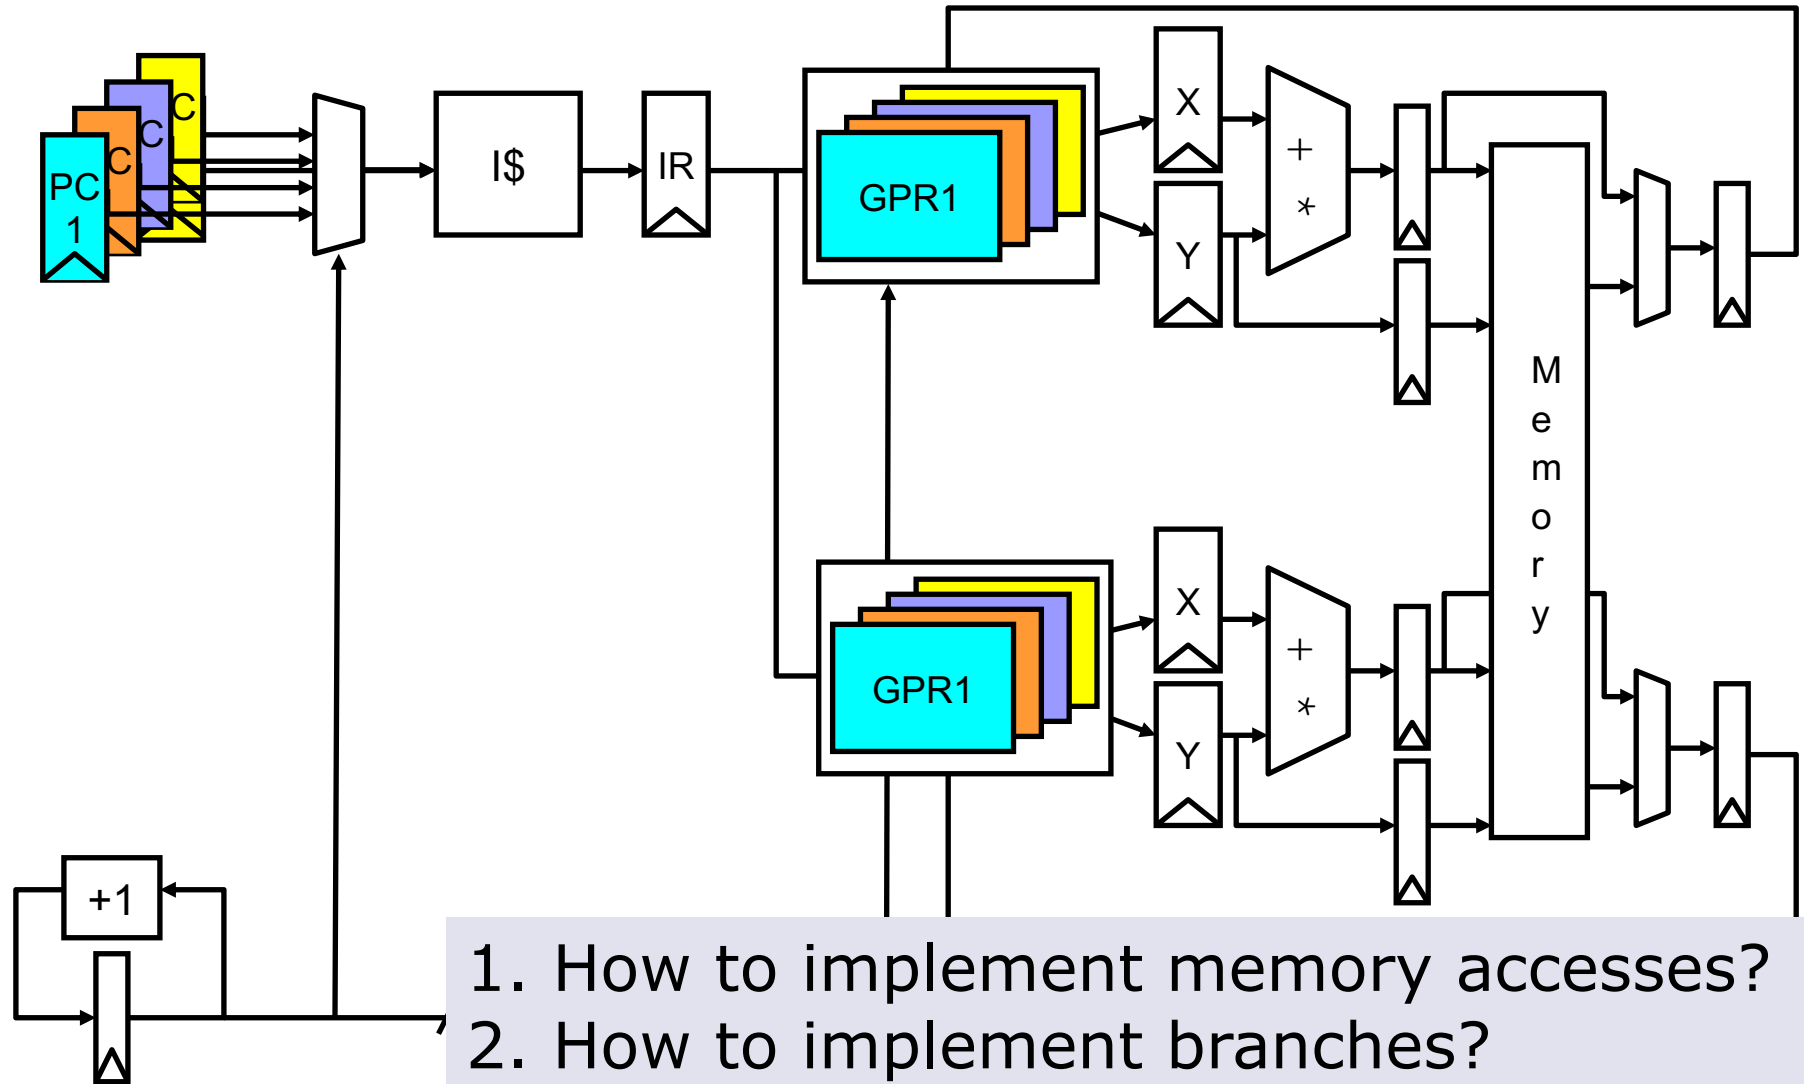 C
C
C
PC
1
I$
IR
GPR1
X
Y
+
*
M
e
m
o
r
y
GPR1
X
Y
+
*
+1
1. How to implement memory accesses?
2. How to implement branches?